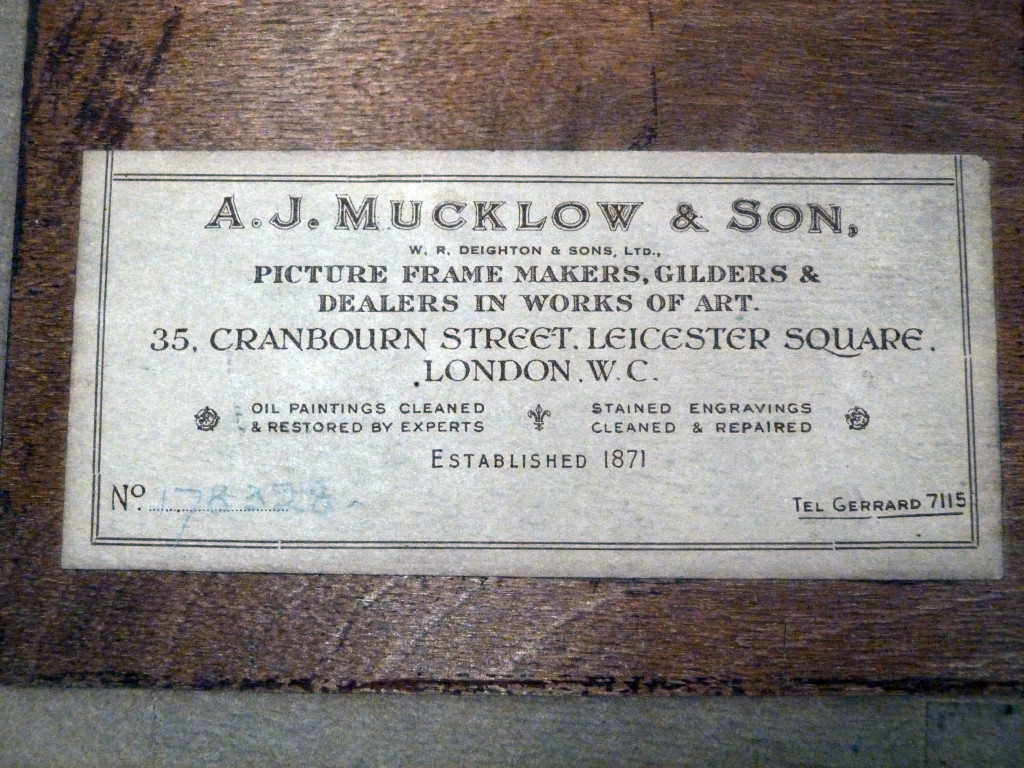 A. J. MUCKLOW & SON,
W. R. DEIGHTON & SONS, LTD.,
PICTURE FRAME MAKERS, GILDERS &
DEALERS IN WORKS OF ART.
35, CRANBOURN STREET, LEICESTER SQUARE,
LONDON, W. C.
OIL PAINTINGS CLEANED
& RESTORED BY EXPERTS
STAINED ENGRAVINGS
CLEANED & REPAIRED
ESTABLISHED 1871
No.
TEL GERRARD 7115